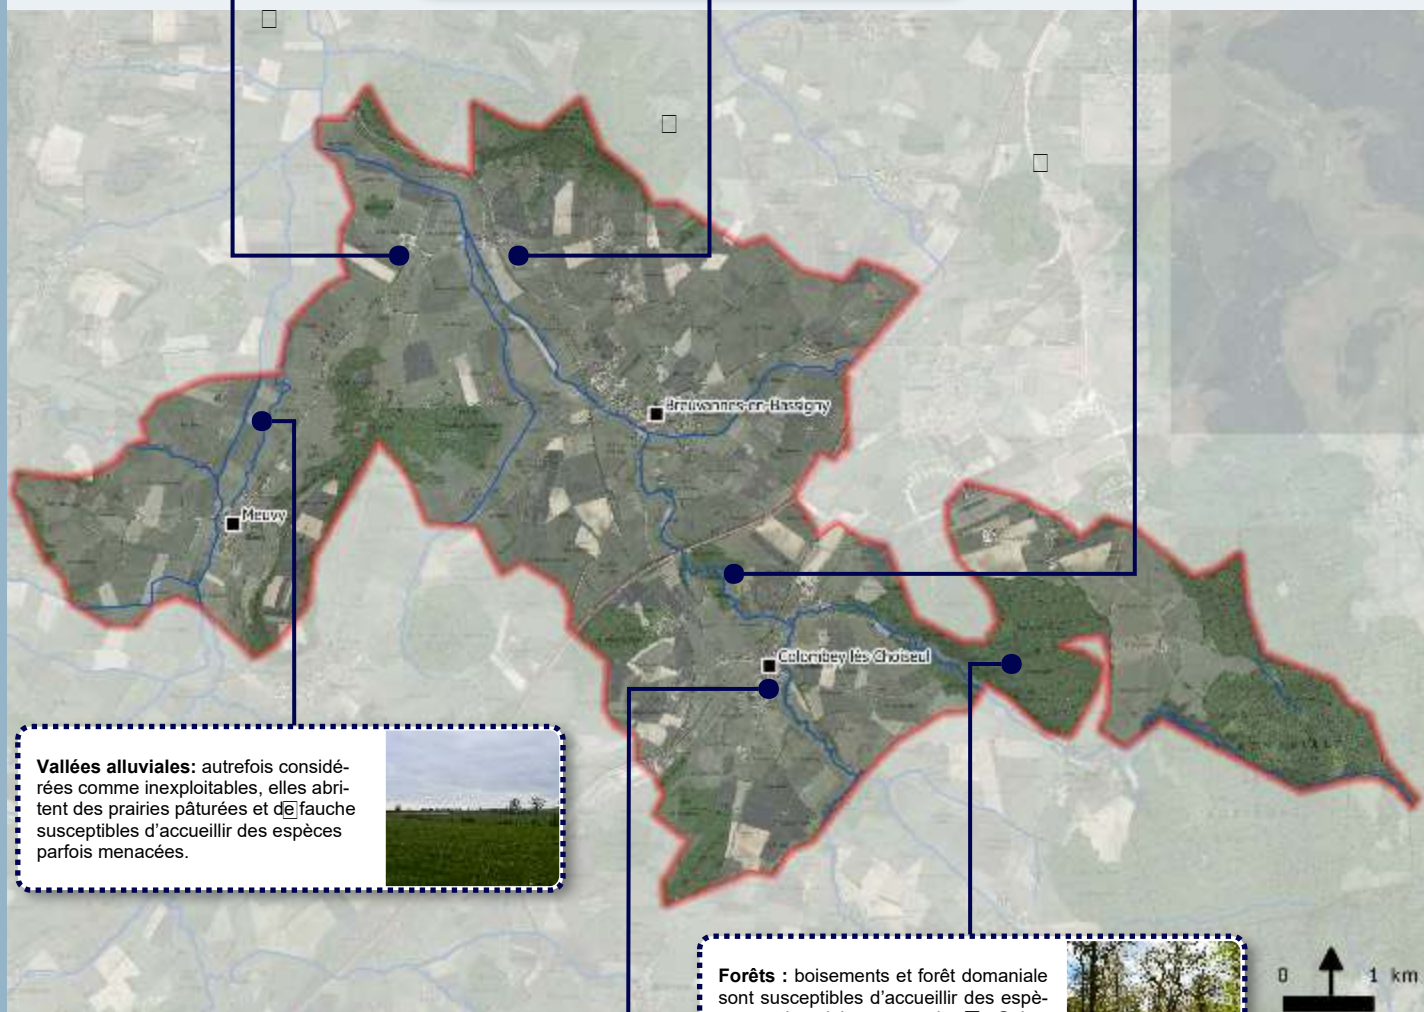 Breuvannes-en-Bassigny
Meuvy
Colombey lès Choiseul
Vallées alluviales: autrefois considé-
rées comme inexploitables, elles abri-
tent des prairies pâturées et de fauche
susceptibles d’accueillir des espèces
parfois menacées.
Forêts : boisements et forêt domaniale
sont susceptibles d’accueillir des espè-
0 1 km